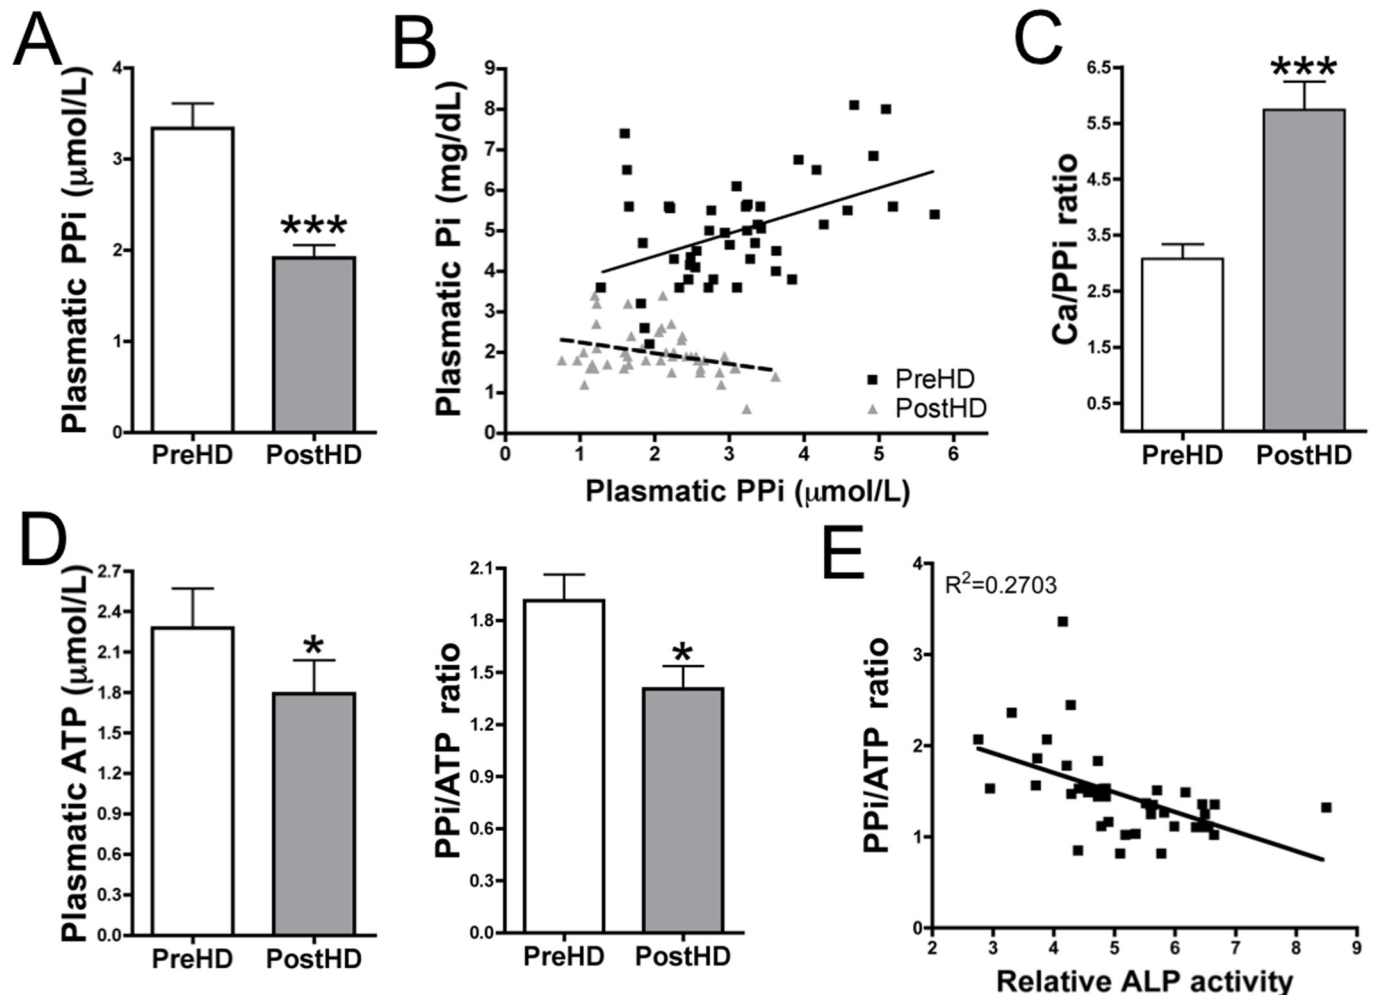 A
Plasmatic PPi (μmol/L)
4
3
2
1
0
***
PreHD
PostHD
B
Plasmatic Pi (mg/dL)
9
8
7
6
5
4
3
2
1
0
PreHD
PostHD
0
1
2
3
4
5
6
Plasmatic PPi (μmol/L)
C
Ca/PPi ratio
6.5
5.5
4.5
3.5
2.5
1.5
0.5
***
PreHD
PostHD
D
Plasmatic ATP (μmol/L)
2.7
2.4
2.1
1.8
1.5
1.2
0.9
0.6
0.3
0.0
*
PreHD
PostHD
PPi/ATP ratio
2.1
1.8
1.5
1.2
0.9
0.6
0.3
0.0
*
PreHD
PostHD
E
PPi/ATP ratio
4
3
2
1
0
R²=0.2703
2
3
4
5
6
7
8
9
Relative ALP activity